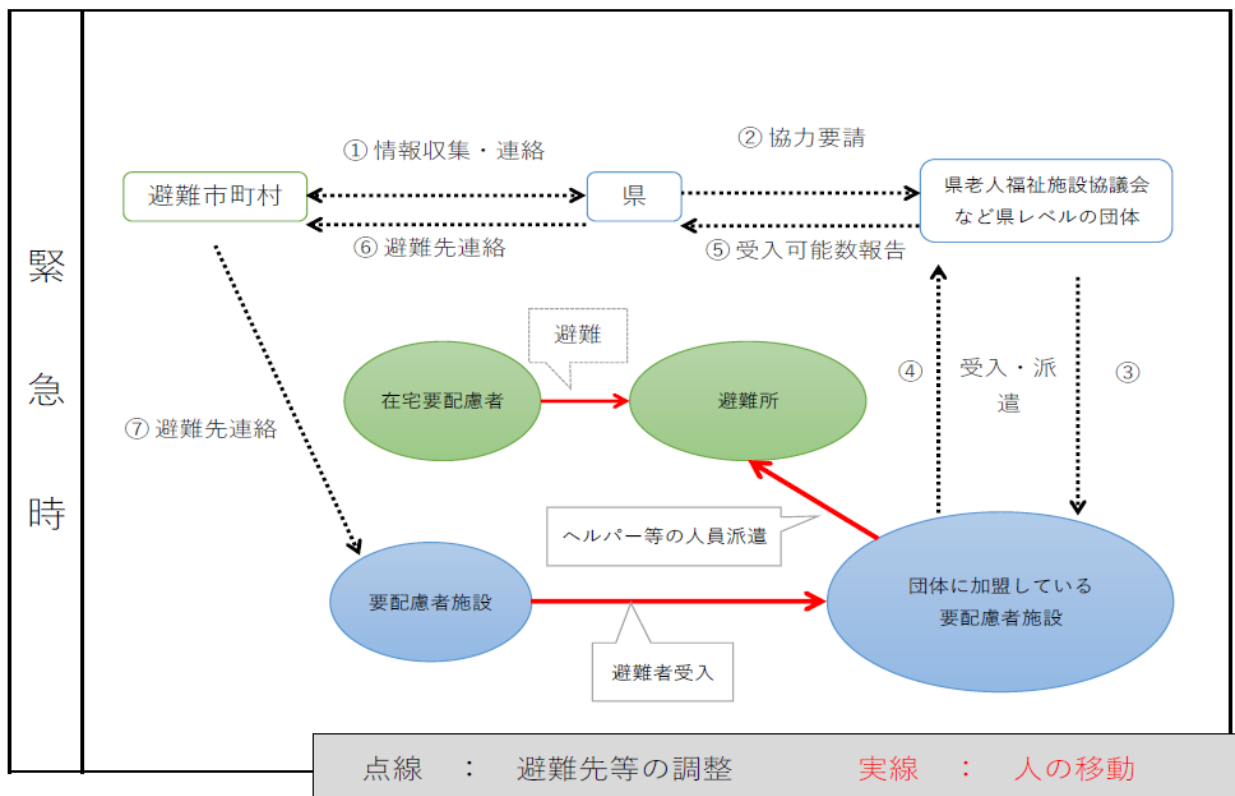 緊急時
① 情報収集・連絡
② 協力要請
避難市町村
県
県老人福祉施設協議会
など県レベルの団体
⑥ 避難先連絡
⑤ 受入可能数報告
避難
④
受入・派
遣
③
在宅要配慮者
避難所
⑦ 避難先連絡
ヘルパー等の人員派遣
要配慮者施設
団体に加盟している
要配慮者施設
避難者受入
点線 : 避難先等の調整 実線 : 人の移動